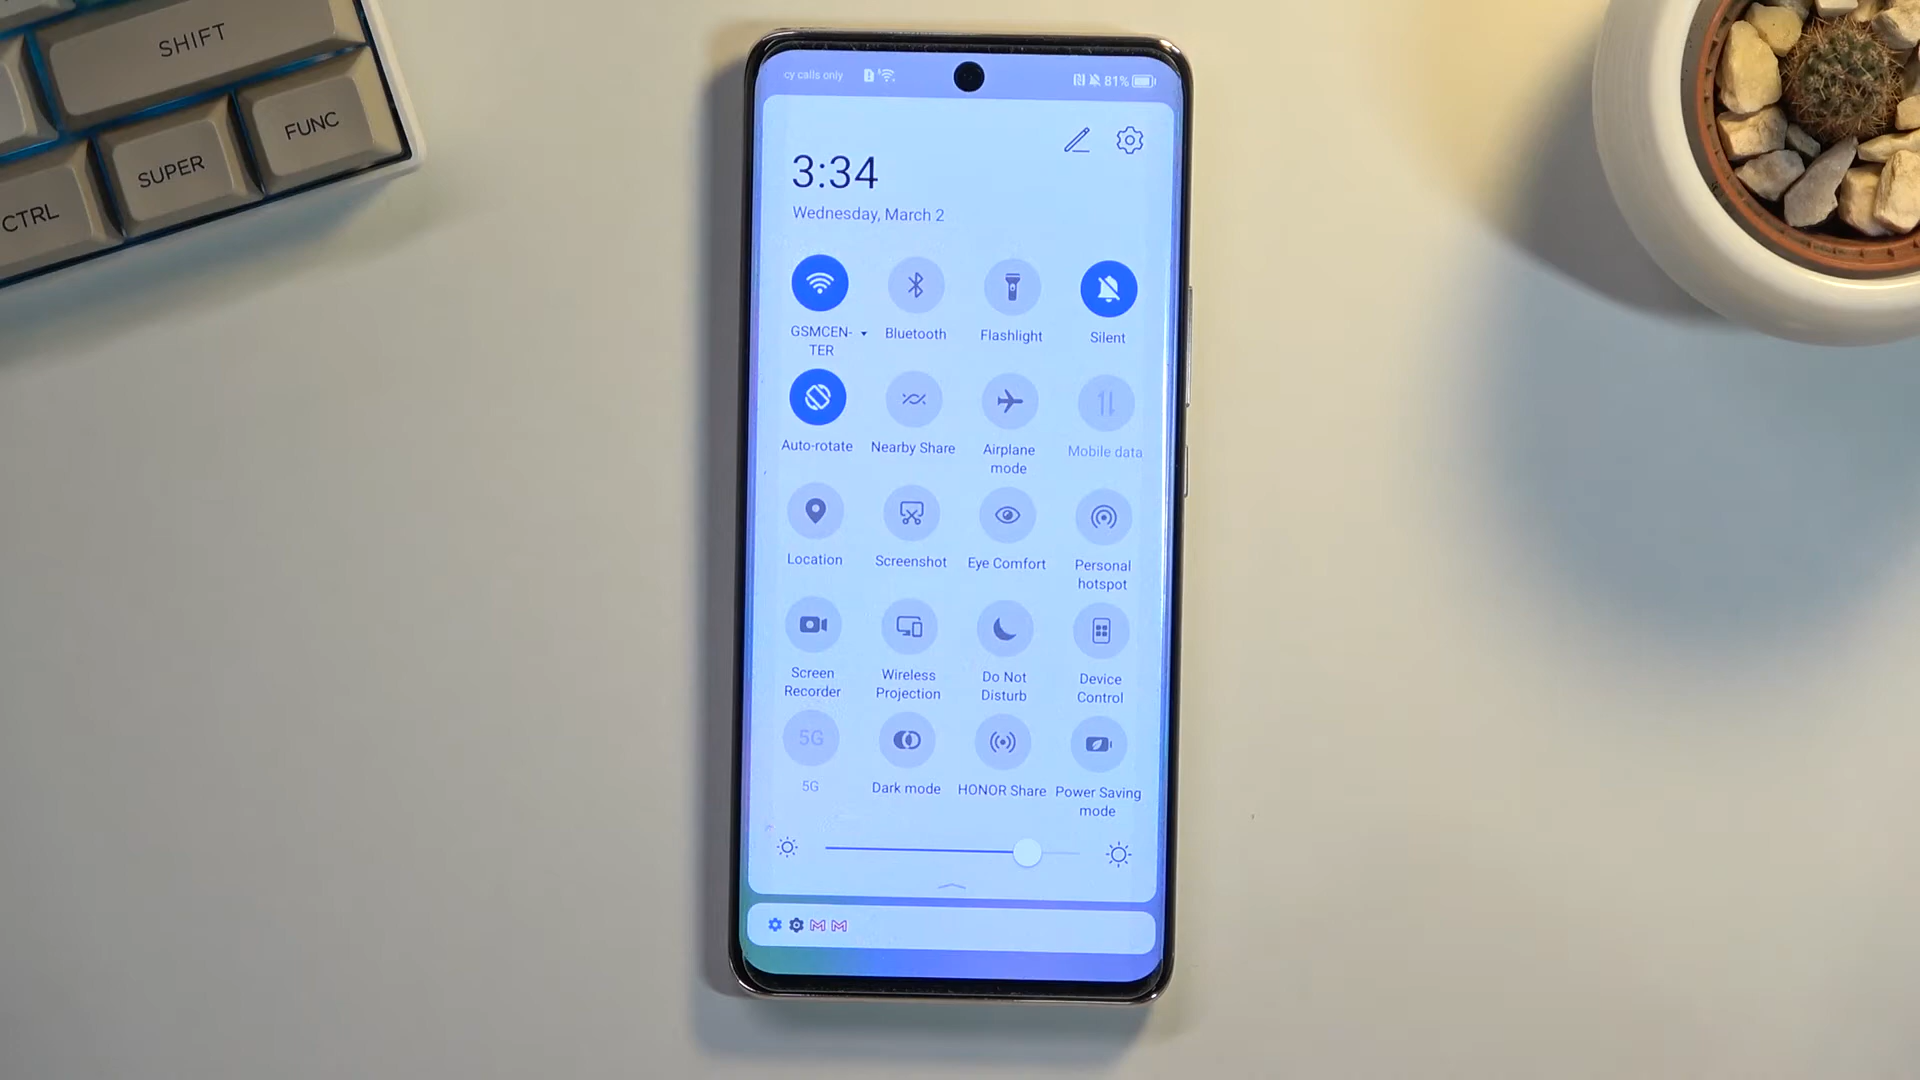 SHIFT
FUNC
SUPER
CTRL
cy calls only
81%
3:34
Wednesday, March 2
GSMCEN-
TER
Bluetooth
Flashlight
Silent
Auto-rotate
Nearby Share
Airplane
mode
Mobile data
Location
Screenshot
Eye Comfort
Personal
hotspot
Screen
Recorder
Wireless
Projection
Do Not
Disturb
Device
Control
5G
5G
Dark mode
HONOR Share
Power Saving
mode